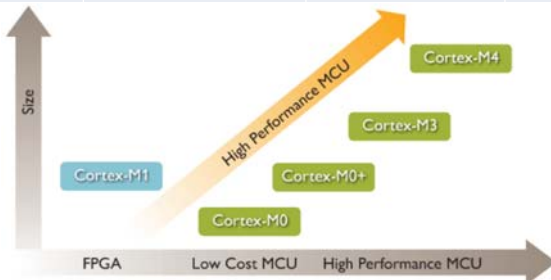 Size
High Performance MCU
Cortex-M4
Cortex-M3
Cortex-M1
Cortex-M0+
Cortex-M0
FPGA
Low Cost MCU
High Performance MCU